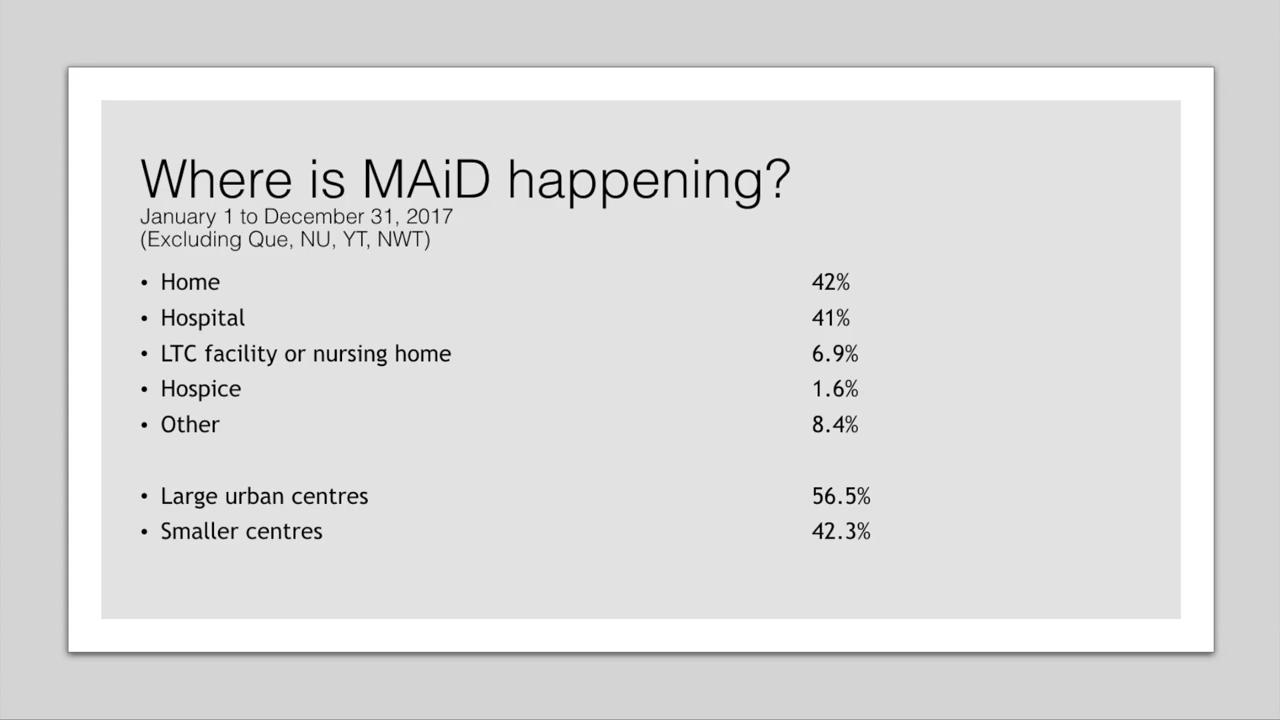 Where is MAiD happening?
January 1 to December 31, 2017
(Excluding Que, NU, YT, NWT)
• Home 42%
• Hospital 41%
• LTC facility or nursing home 6.9%
• Hospice 1.6%
• Other 8.4%
• Large urban centres 56.5%
• Smaller centres 42.3%